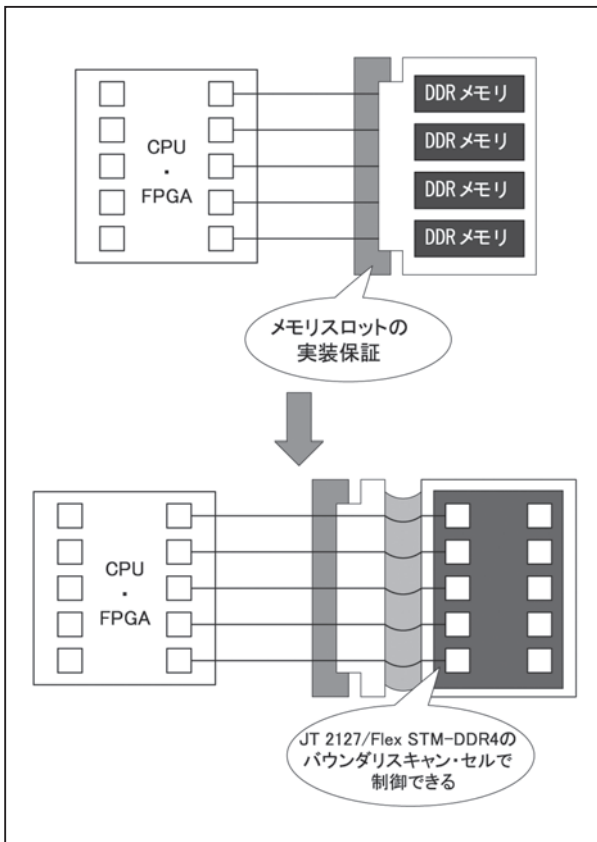 CPU
・
FPGA
DDRメモリ
DDRメモリ
DDRメモリ
DDRメモリ
メモリスロットの
実装保証
CPU
・
FPGA
JT 2127/Flex STM-DDR4の
バウンダリスキャン・セルで
制御できる